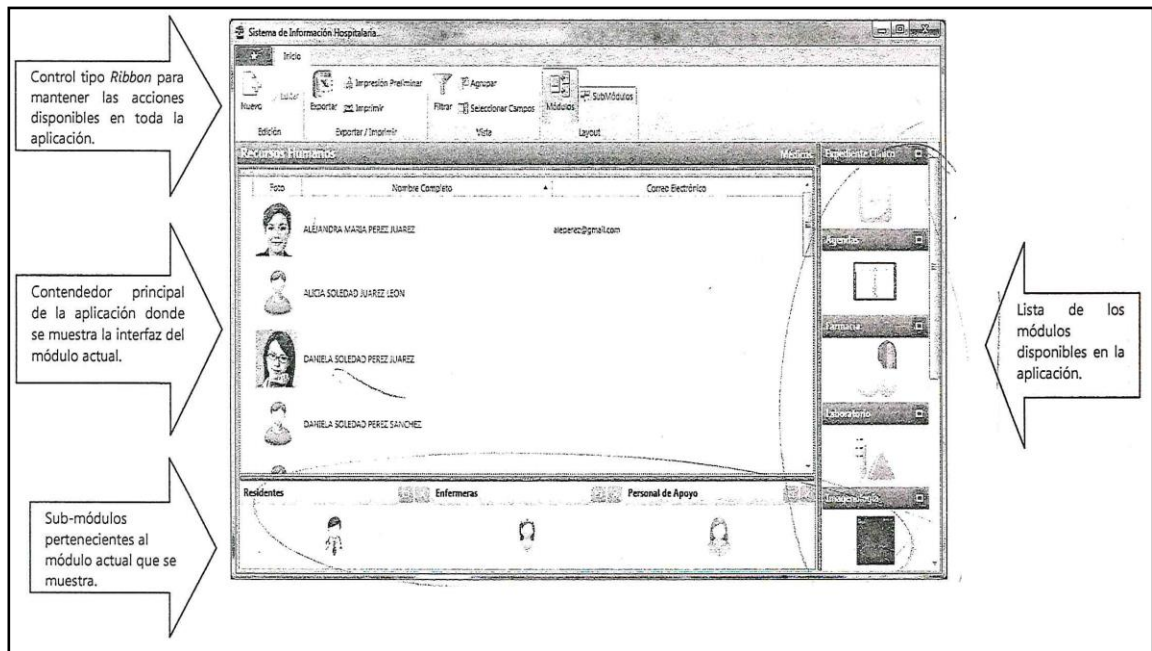 Control tipo Ribbon para
mantener las acciones
disponibles en toda la
aplicación.
Contendedor principal
de la aplicación donde
se muestra la interfaz del
módulo actual.
Sub-módulos
pertenecientes al
módulo actual que se
muestra.
Sistema de Información Hospitalaria
Inicio
Nuevo
Exportar
Impresión Preliminar
Imprimir
Filtrar
Agrupar
Seleccionar Campos
Módulos
SubMódulos
Edición
Exportar / Imprimir
Vista
Layout
Recursos Humanos
Médicos
Foto
Nombre Completo
Correo Electrónico
ALEJANDRA MARIA PEREZ JUAREZ
aleperez@gmail.com
ALICIA SOLEDAD JUAREZ LEON
DANIELA SOLEDAD PEREZ JUAREZ
DANIELA SOLEDAD PEREZ SANCHEZ
Residentes
Enfermeras
Personal de Apoyo
Expediente Clínico
Agendas
Farmacia
Laboratorio
Lista de los
módulos
disponibles en la
aplicación.